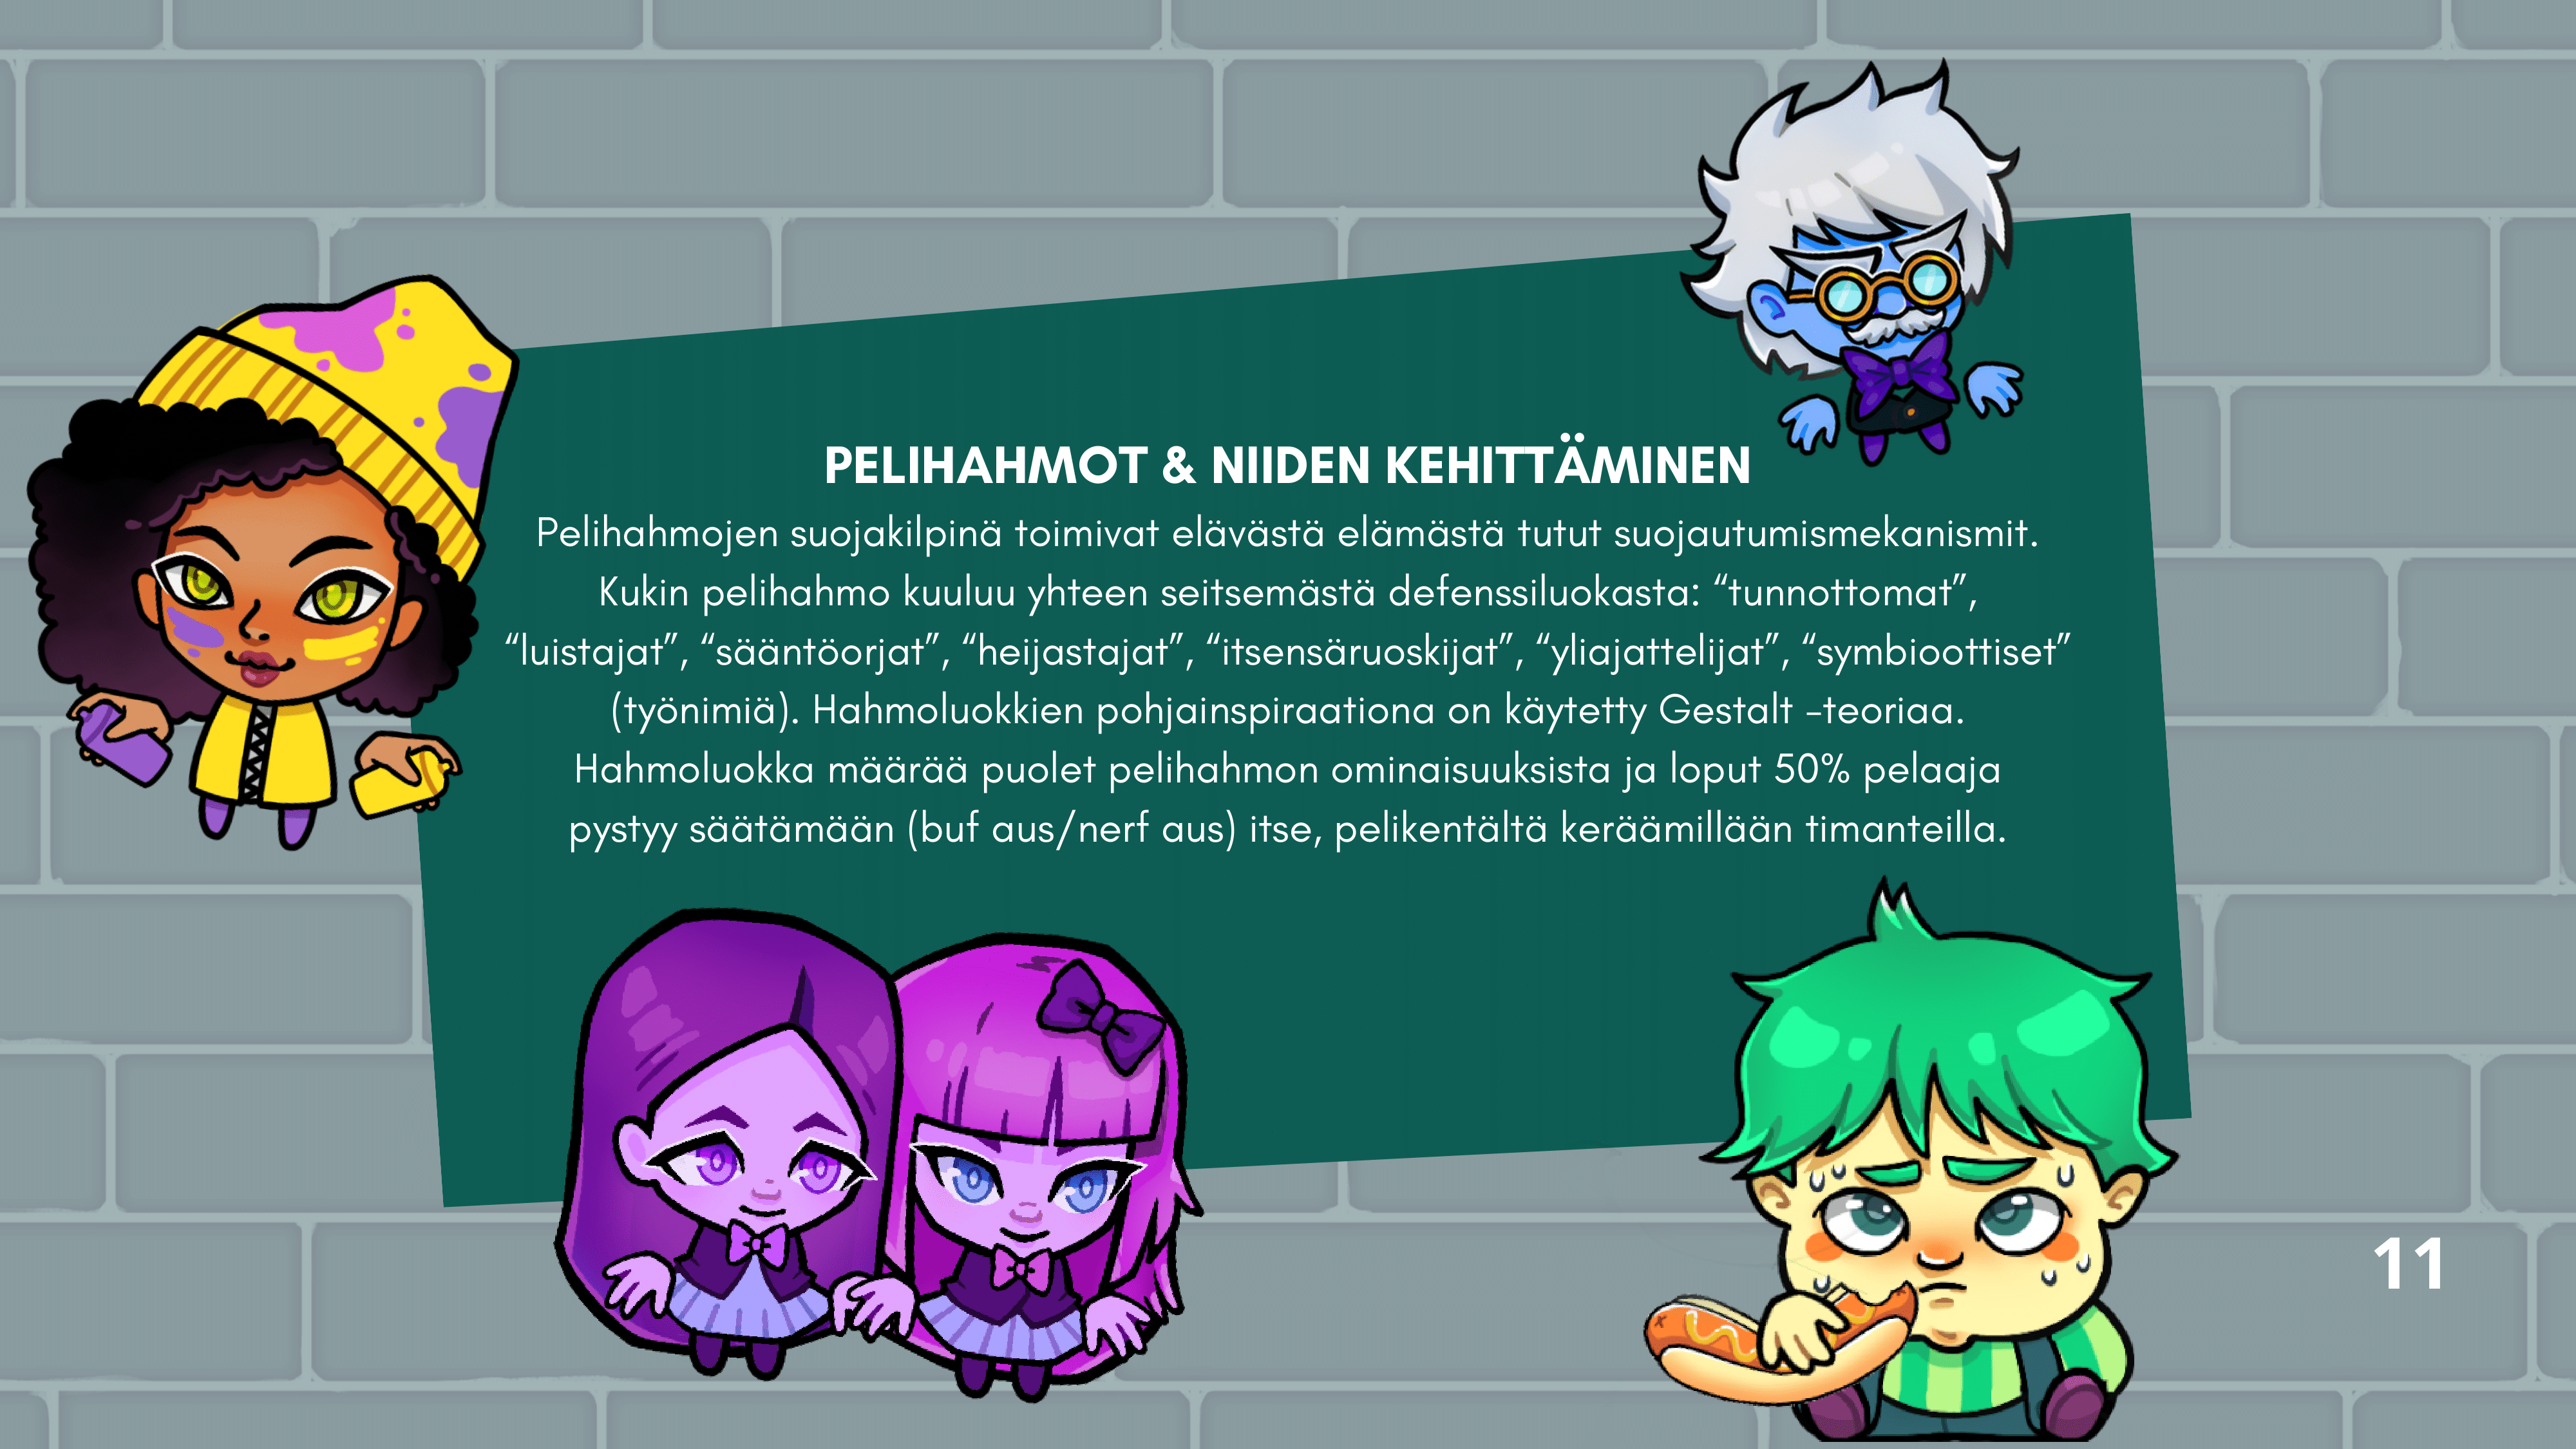 PELIHAHMOT & NIIDEN KEHITTÄMINEN
Pelihahmojen suojakilpinä toimivat elävästä elämästä tutut suojautumismekanismit.
Kukin pelihahmo kuuluu yhteen seitsemästä defenssiluokasta: “tunnottomat”,
“luistajat”, “sääntöorjat”, “heijastajat”, “itsensäruoskijat”, “yliajattelijat”, “symbioottiset”
(työnimiä). Hahmoluokkien pohjainspiraationa on käytetty Gestalt -teoriaa.
Hahmoluokka määrää puolet pelihahmon ominaisuuksista ja loput 50% pelaaja
pystyy säätämään (buf aus/nerf aus) itse, pelikentältä keräämillään timanteilla.
11